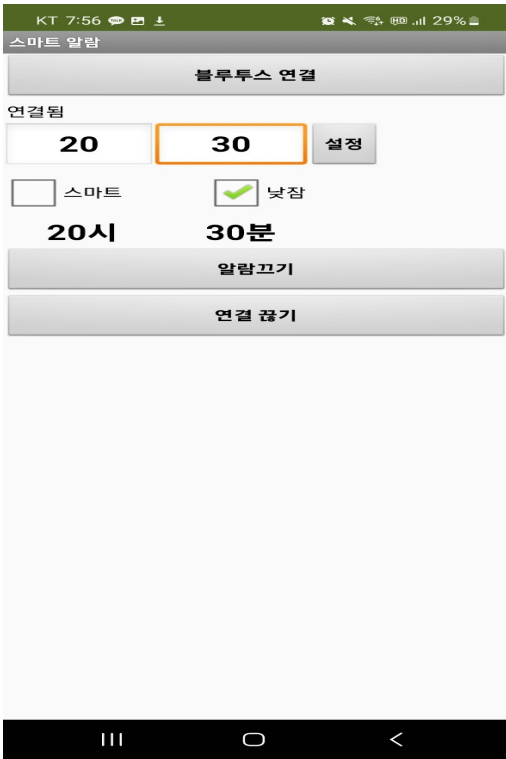 KT 7:56 29%
스마트 알람
블루투스 연결
연결됨
20 30 설정
스마트 낮잠
20시 30분
알람끄기
연결 끊기